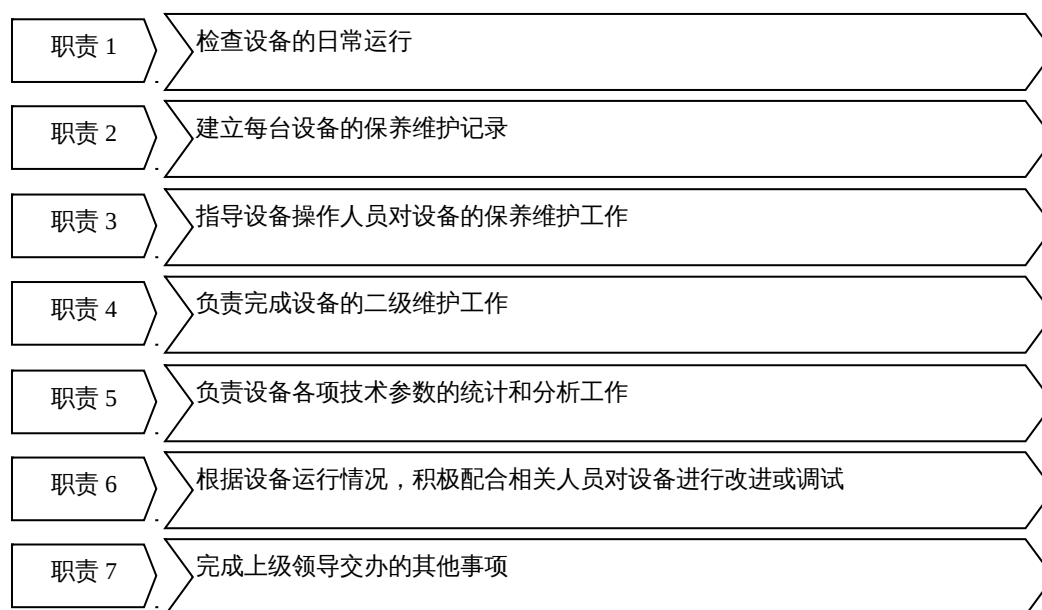 职责 1 检查设备的日常运行
职责 2 建立每台设备的保养维护记录
职责 3 指导设备操作人员对设备的保养维护工作
职责 4 负责完成设备的二级维护工作
职责 5 负责设备各项技术参数的统计和分析工作
职责 6 根据设备运行情况，积极配合相关人员对设备进行改进或调试
职责 7 完成上级领导交办的其他事项